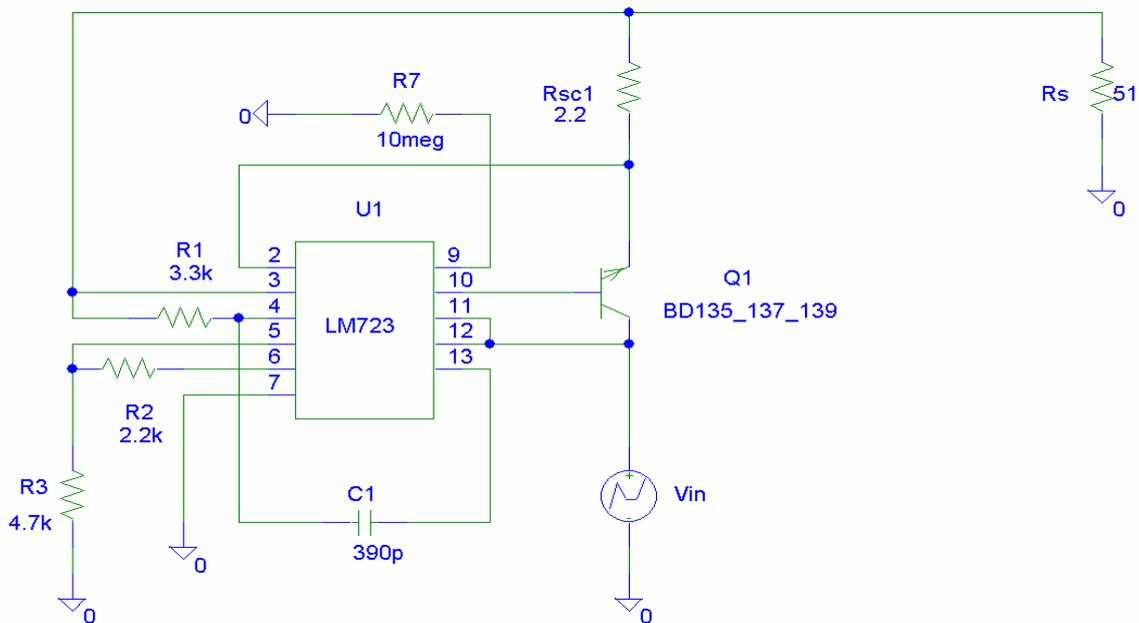 R7
0
10meg
Rsc1
2.2
Rs
51
0
U1
R1
3.3k
2
3
4
5
6
7
LM723
9
10
11
12
13
Q1
BD135_137_139
R2
2.2k
R3
4.7k
C1
390p
+
-
Vin
0
0
0